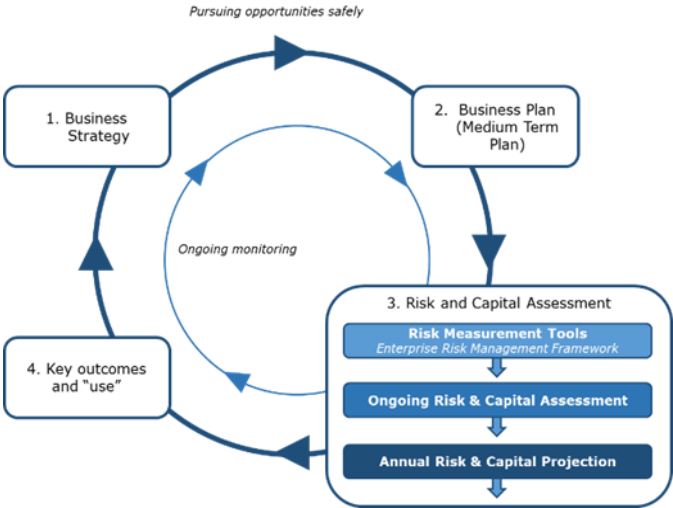 Pursuing opportunities safely
1. Business
Strategy
2. Business Plan
(Medium Term
Plan)
Ongoing monitoring
3. Risk and Capital Assessment
Risk Measurement Tools
Enterprise Risk Management Framework
Ongoing Risk & Capital Assessment
Annual Risk & Capital Projection
4. Key outcomes
and “use”